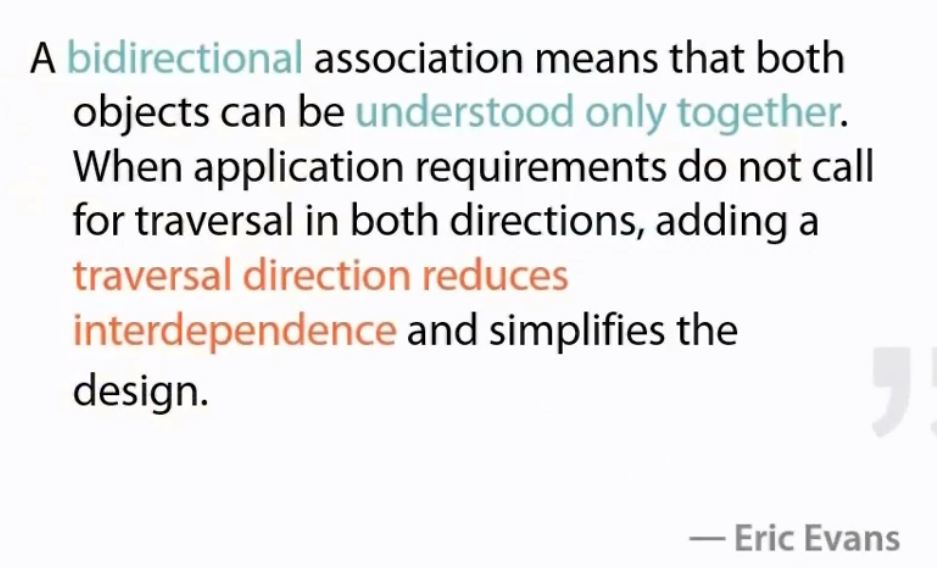 A bidirectional association means that both
objects can be understood only together.
When application requirements do not call
for traversal in both directions, adding a
traversal direction reduces
interdependence and simplifies the
design.
”
— Eric Evans